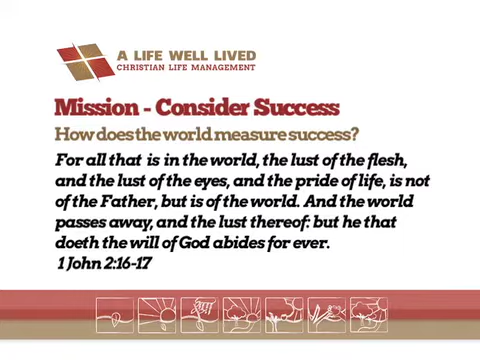 A LIFE WELL LIVED
CHRISTIAN LIFE MANAGEMENT
Mission - Consider Success
How does the world measure success?
For all that is in the world, the lust of the flesh,
and the lust of the eyes, and the pride of life, is not
of the Father, but is of the world. And the world
passes away, and the lust thereof: but he that
doeth the will of God abides for ever.
1 John 2:16-17